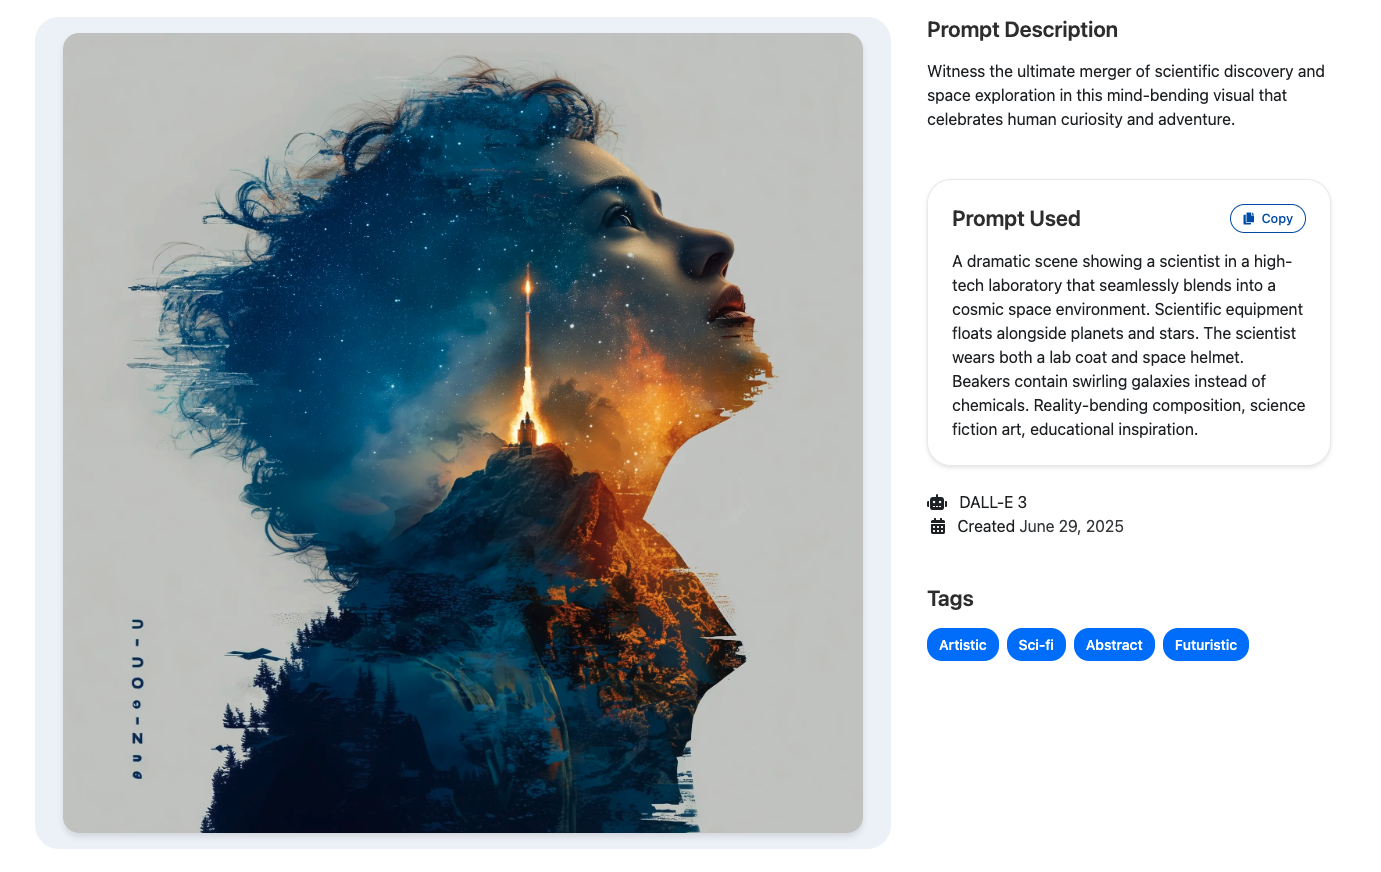 Prompt Description
Witness the ultimate merger of scientific discovery and
space exploration in this mind-bending visual that
celebrates human curiosity and adventure.
Prompt Used
Copy
A dramatic scene showing a scientist in a high-
tech laboratory that seamlessly blends into a
cosmic space environment. Scientific equipment
floats alongside planets and stars. The scientist
wears both a lab coat and space helmet.
Beakers contain swirling galaxies instead of
chemicals. Reality-bending composition, science
fiction art, educational inspiration.
DALL-E 3
Created June 29, 2025
Tags
Artistic
Sci-fi
Abstract
Futuristic